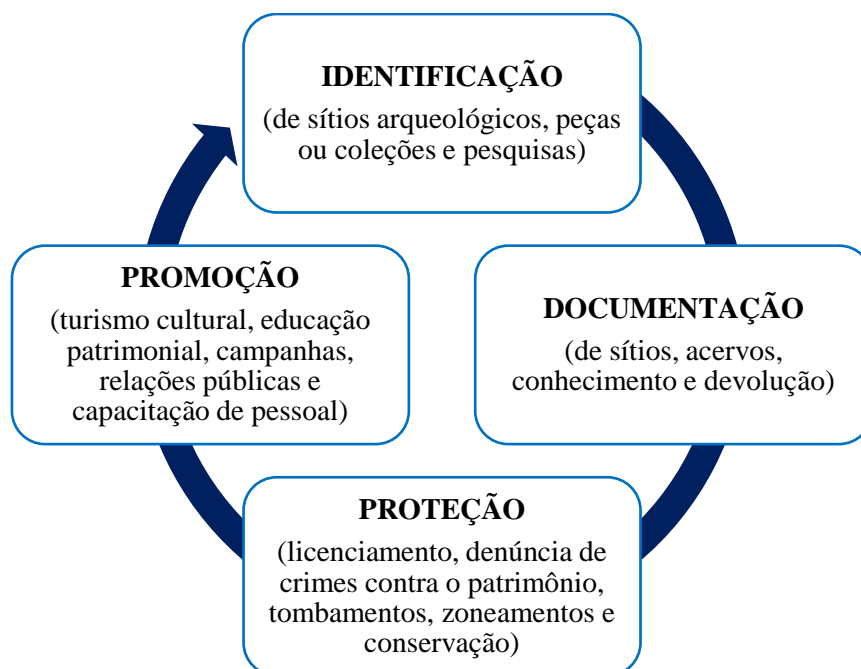 IDENTIFICAÇÃO
(de sítios arqueológicos, peças
ou coleções e pesquisas)
PROMOÇÃO
(turismo cultural, educação
patrimonial, campanhas,
relações públicas e
capacitação de pessoal)
DOCUMENTAÇÃO
(de sítios, acervos,
conhecimento e devolução)
PROTEÇÃO
(licenciamento, denúncia de
crimes contra o patrimônio,
tombamentos, zoneamentos e
conservação)